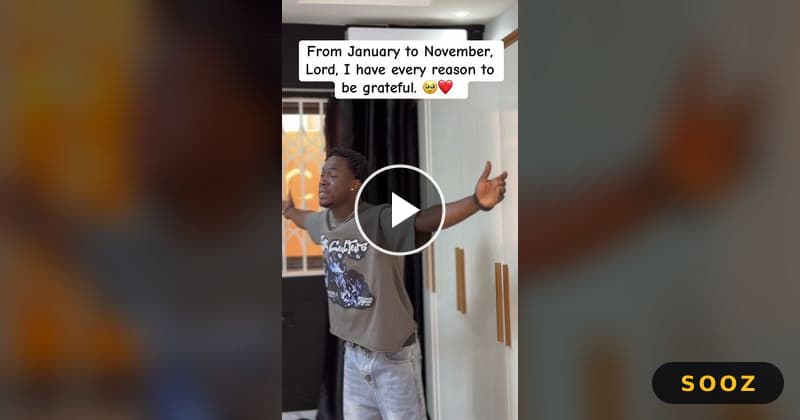 From January to November,
Lord, I have every reason to
be grateful. 🥹❤️
SOOZ